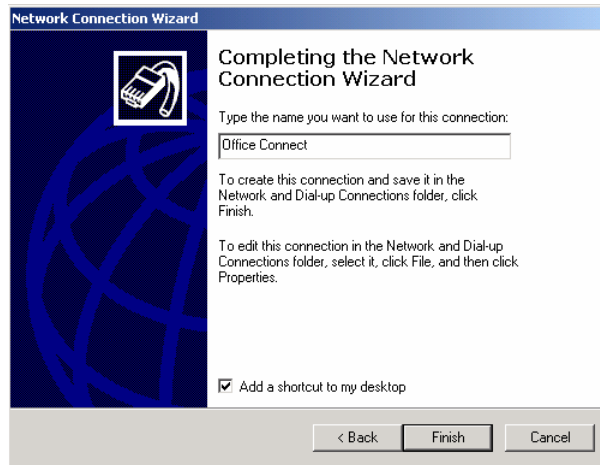 Network Connection Wizard
Completing the Network
Connection Wizard
Type the name you want to use for this connection:
Office Connect
To create this connection and save it in the
Network and Dial-up Connections folder, click
Finish.
To edit this connection in the Network and Dial-up
Connections folder, select it, click File, and then click
Properties.
Add a shortcut to my desktop
< Back Finish Cancel